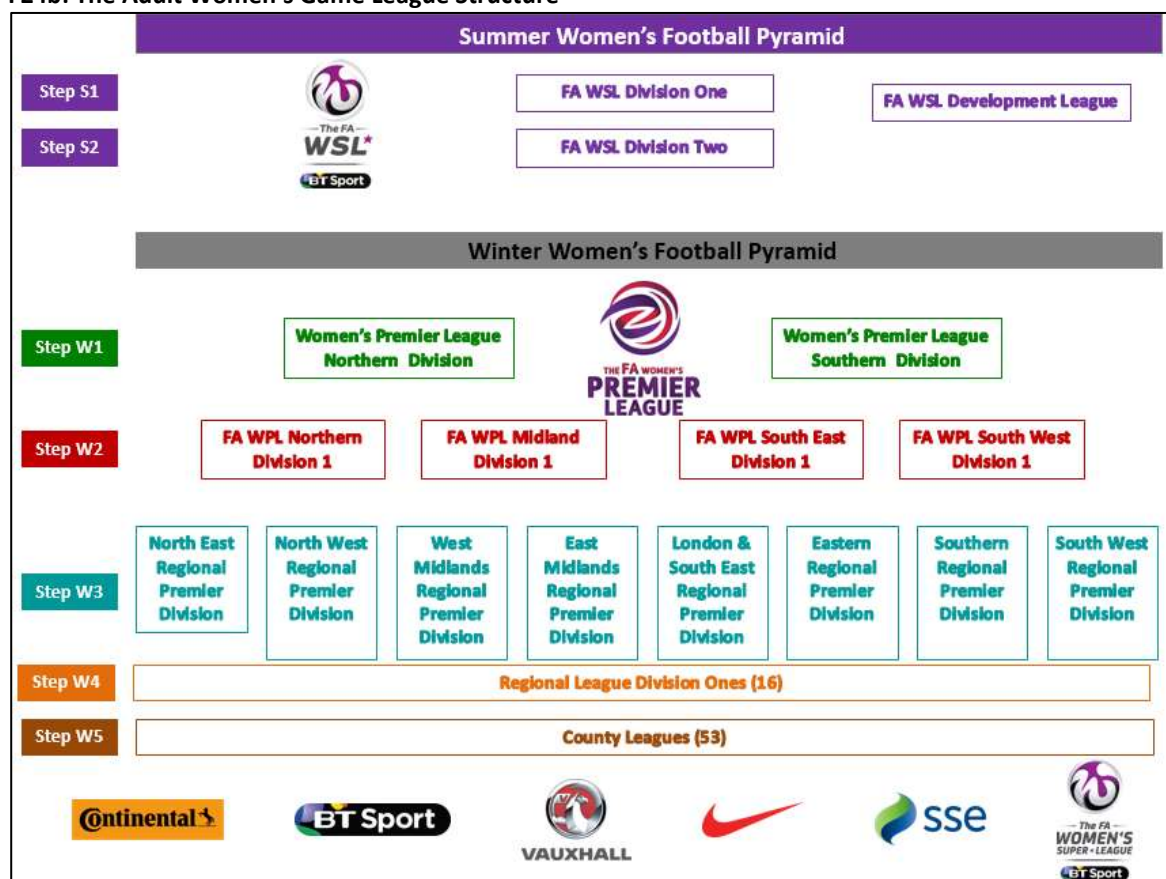 Summer Women's Football Pyramid
Step S1
FA WSL Division One
FA WSL Development League
The FA
WSL
BT Sport
Step S2
FA WSL Division Two
Winter Women's Football Pyramid
Step W1
Women's Premier League
Northern Division
THE FA WOMEN'S
PREMIER
LEAGUE
Women's Premier League
Southern Division
Step W2
FA WPL Northern
Division 1
FA WPL Midland
Division 1
FA WPL South East
Division 1
FA WPL South West
Division 1
Step W3
North East
Regional
Premier
Division
North West
Regional
Premier
Division
West
Midlands
Regional
Premier
Division
East
Midlands
Regional
Premier
Division
London &
South East
Regional
Premier
Division
Eastern
Regional
Premier
Division
Southern
Regional
Premier
Division
South West
Regional
Premier
Division
Step W4
Regional League Division Ones (16)
Step W5
County Leagues (53)
Continental
BT Sport
VAUXHALL
sse
The FA
WOMEN'S
SUPER LEAGUE
BT Sport